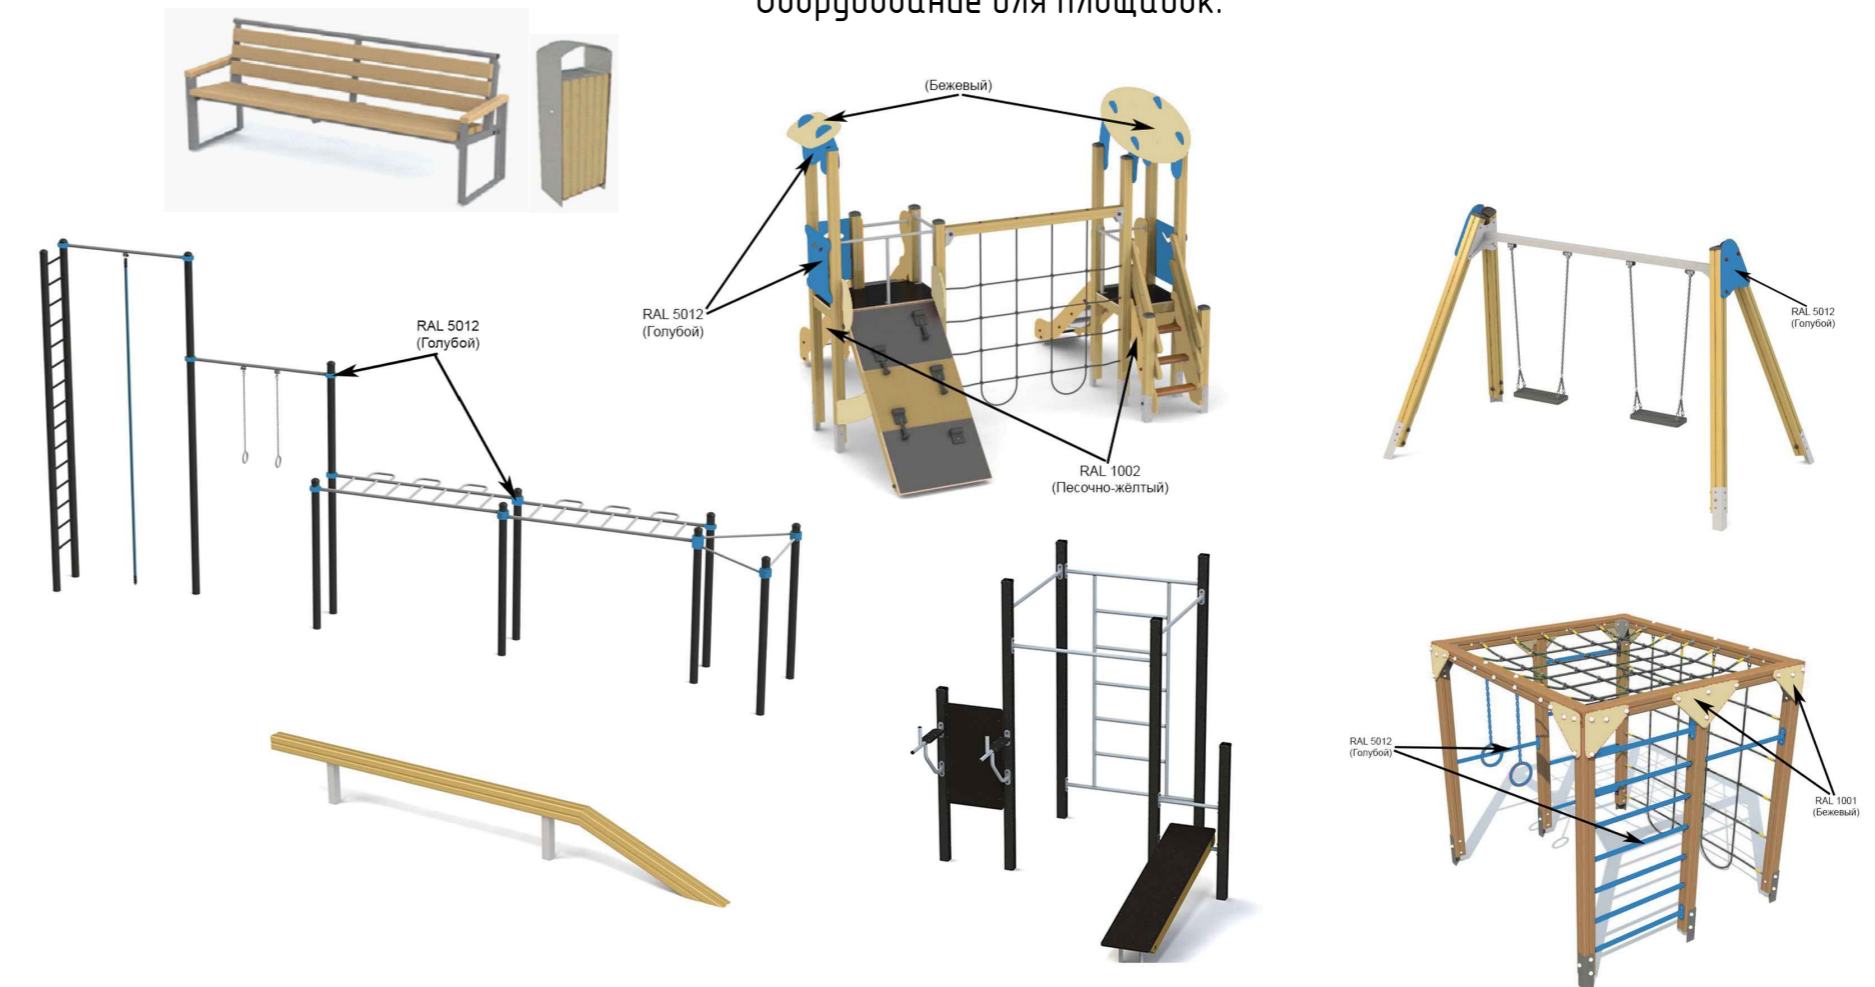 Оборудование для площадок.
(Бежевый)
RAL 5012
(Голубой)
RAL 5012
(Голубой)
RAL 5012
(Голубой)
RAL 1002
(Песочно-жёлтый)
RAL 5012
(Голубой)
RAL 1001
(Бежевый)